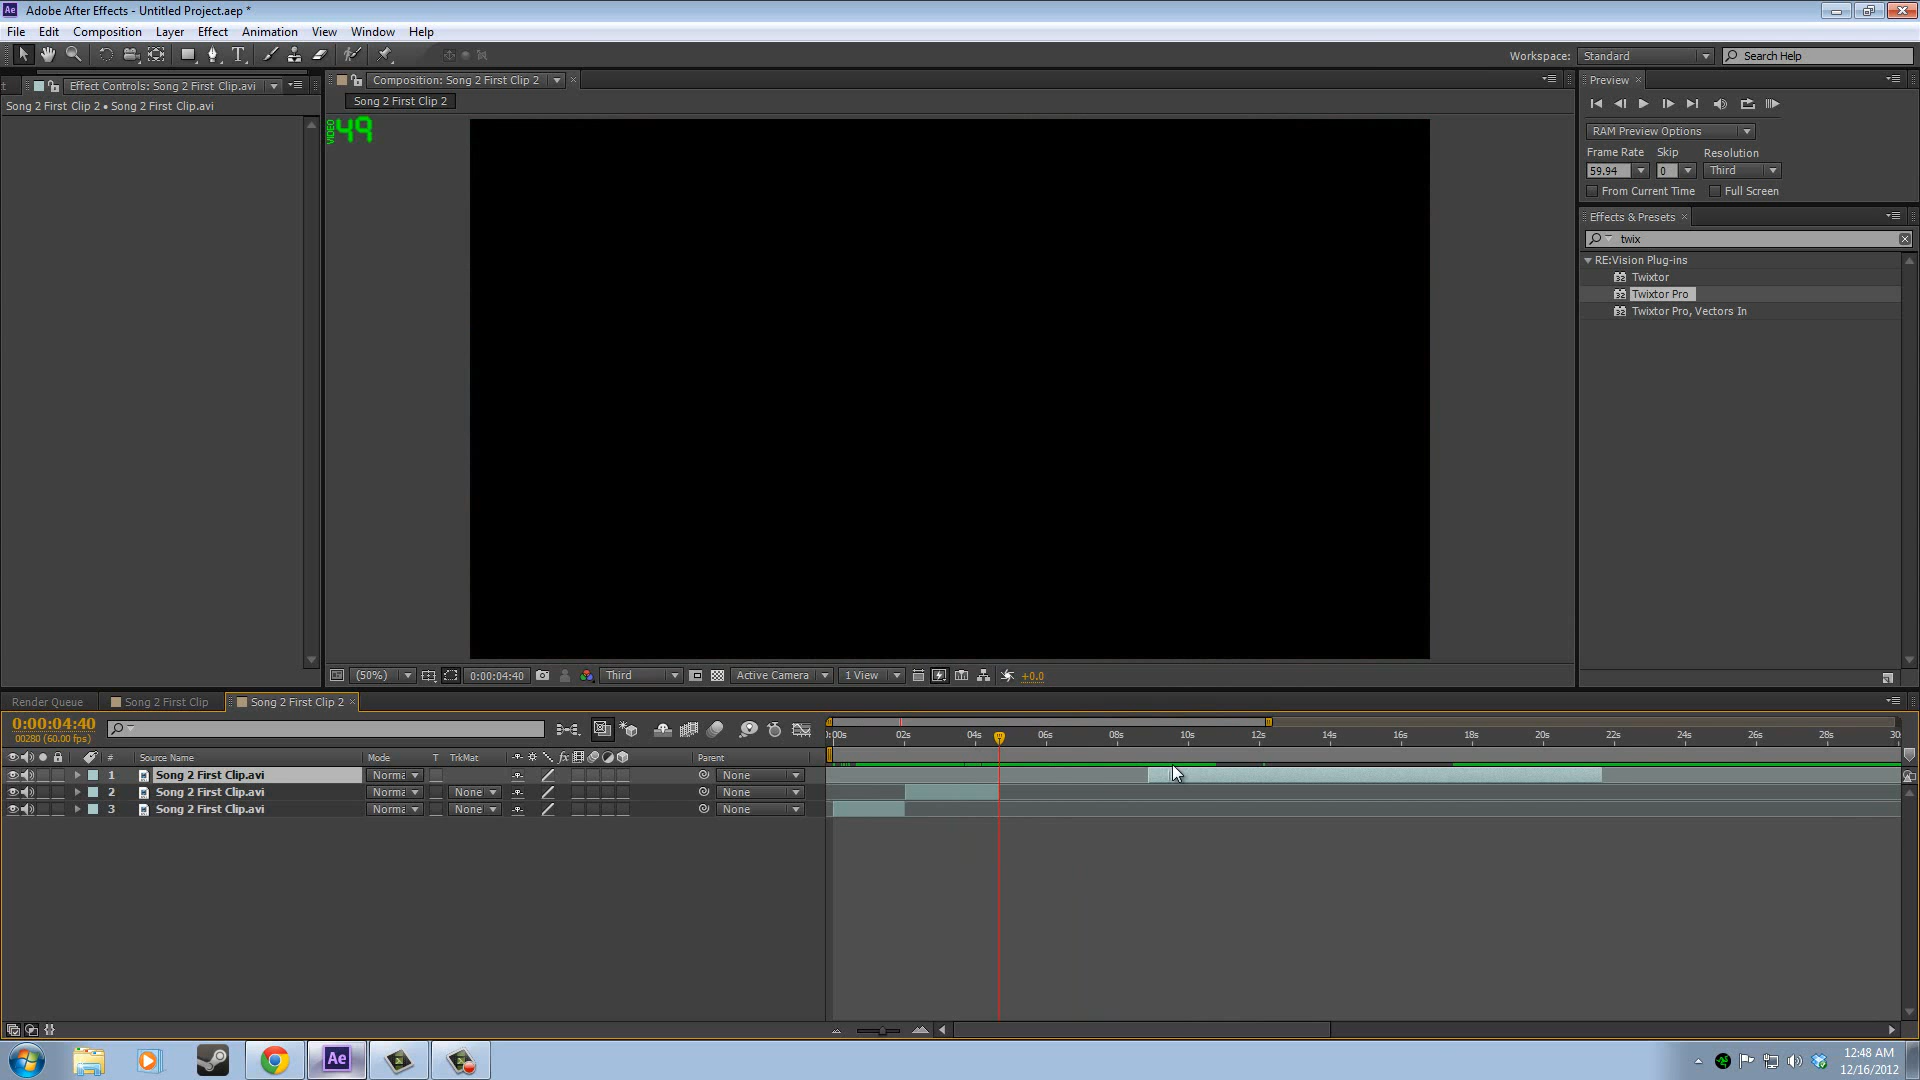 Adobe After Effects - Untitled Project.aep *
File Edit Composition Layer Effect Animation View Window Help
Workspace: Standard Search Help
Effect Controls: Song 2 First Clip.avi
Song 2 First Clip 2 • Song 2 First Clip.avi
Composition: Song 2 First Clip 2
Song 2 First Clip 2
VIDEO 49
Preview
RAM Preview Options
Frame Rate Skip Resolution
59.94 0 Third
From Current Time Full Screen
Effects & Presets
twix
RE:Vision Plug-ins
Twixtor
Twixtor Pro
Twixtor Pro, Vectors In
(50%) 0:00:04:40 Third Active Camera 1 View +0.0
Render Queue Song 2 First Clip Song 2 First Clip 2
0:00:04:40
00280 (60.00 fps)
02s 04s 06s 08s 10s 12s 14s 16s 18s 20s 22s 24s 26s 28s
# Source Name Mode T TrkMat fx Parent
1 Song 2 First Clip.avi Norma None
2 Song 2 First Clip.avi Norma None None
3 Song 2 First Clip.avi Norma None None
Ae
12:48 AM
12/16/2012